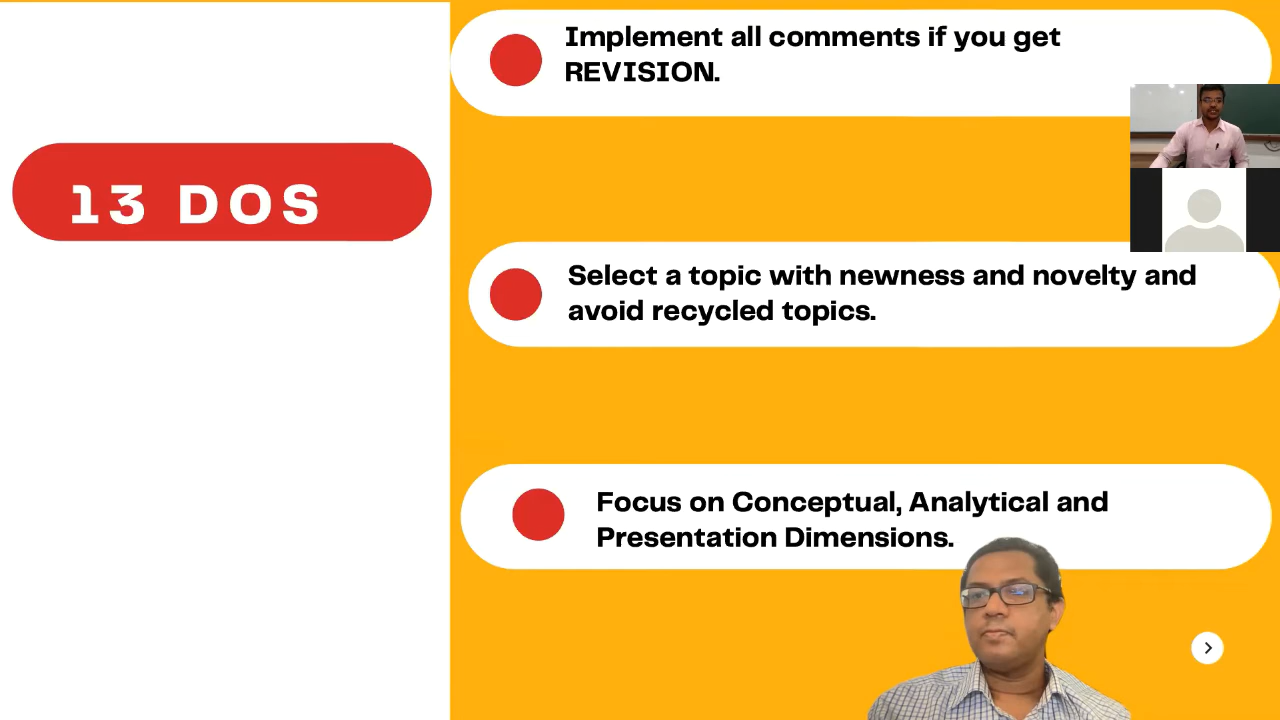 13 DOS
Implement all comments if you get
REVISION.
Select a topic with newness and novelty and
avoid recycled topics.
Focus on Conceptual, Analytical and
Presentation Dimensions.